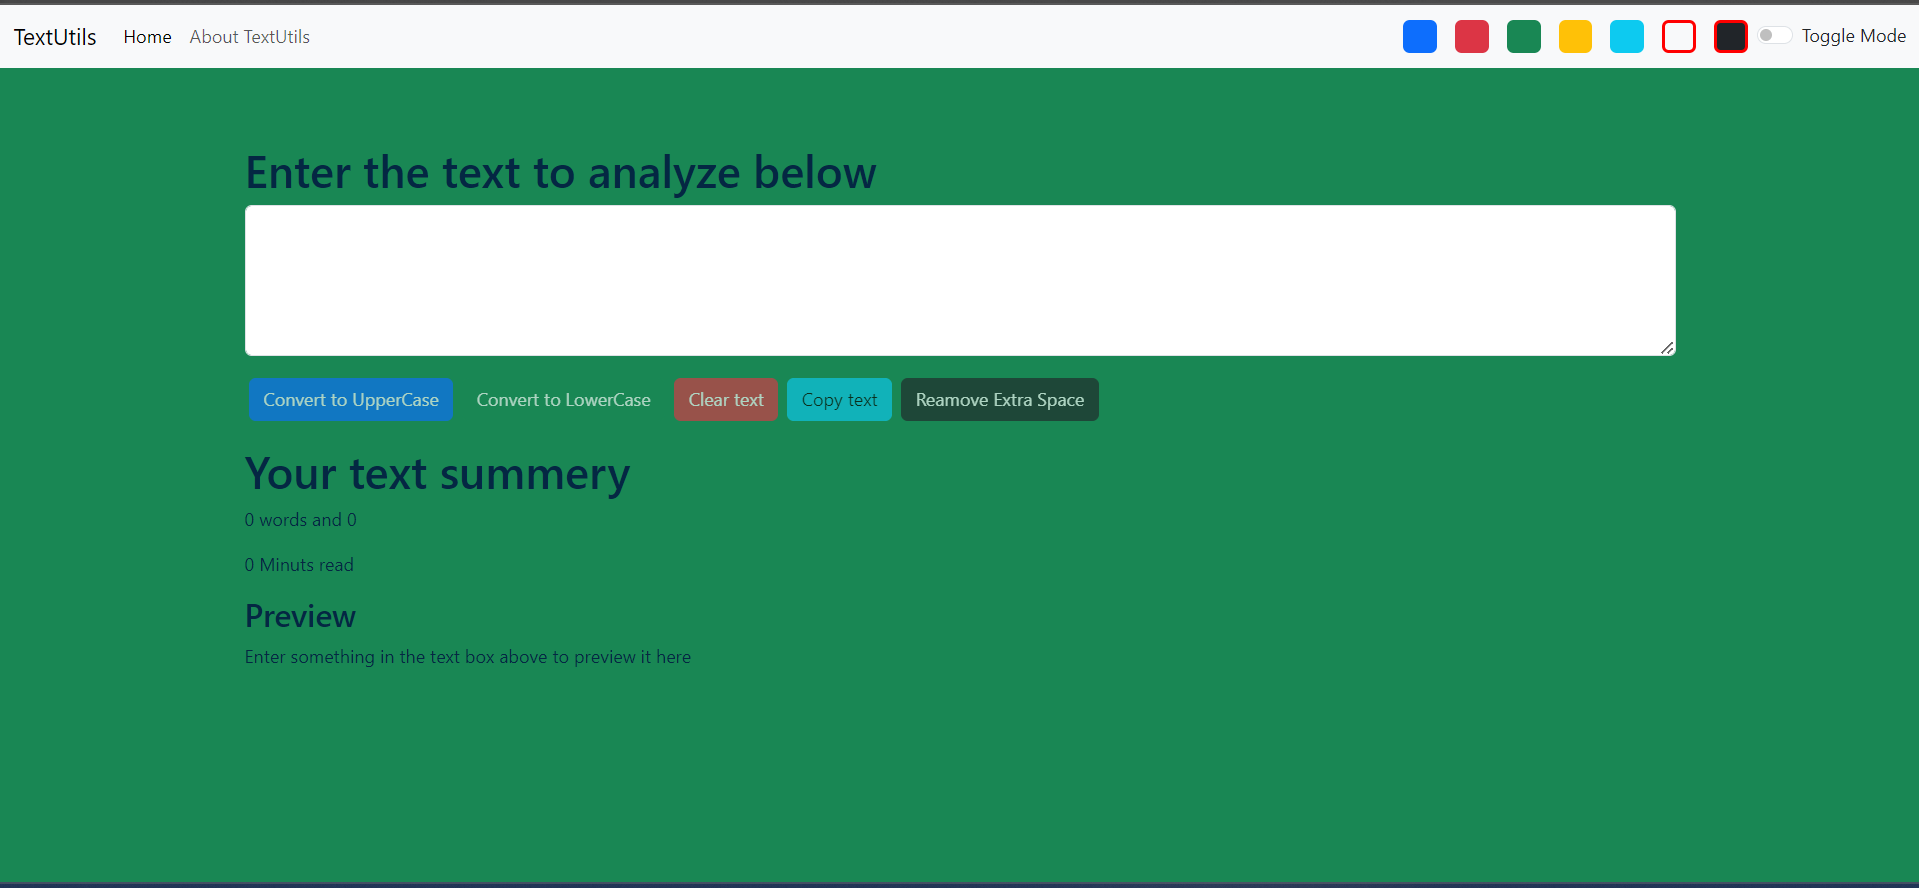 TextUtils Home About TextUtils Toggle Mode
Enter the text to analyze below
Convert to UpperCase Convert to LowerCase Clear text Copy text Reamove Extra Space
Your text summery
0 words and 0
0 Minuts read
Preview
Enter something in the text box above to preview it here